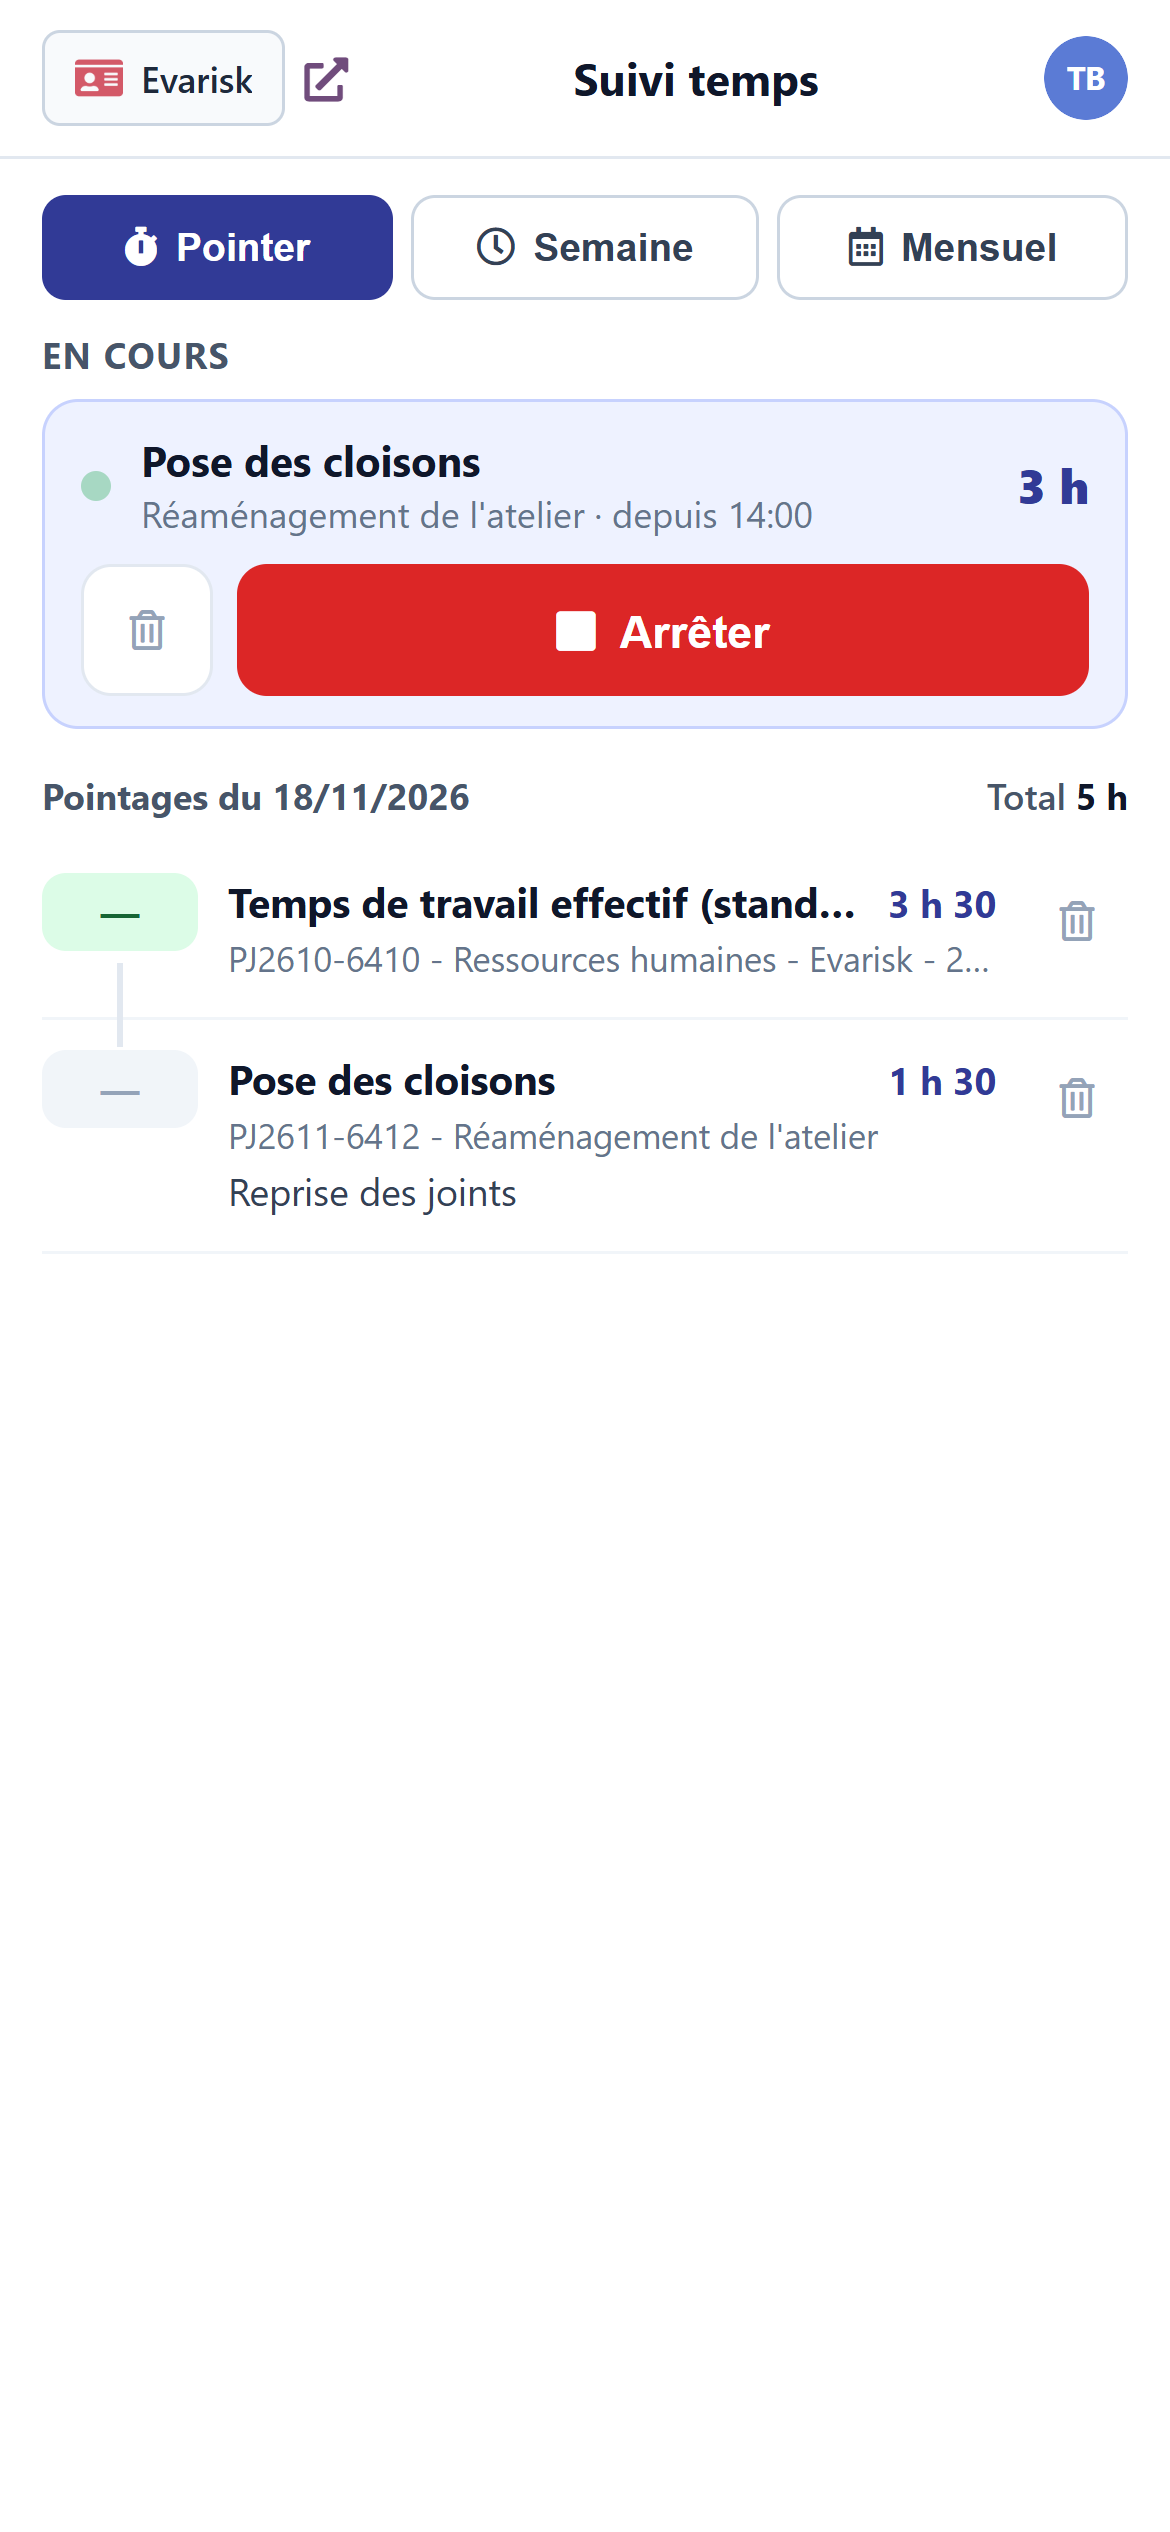 Evarisk
Suivi temps
TB
Pointer
Semaine
Mensuel
EN COURS
Pose des cloisons
Réaménagement de l'atelier · depuis 14:00
3 h
Arrêter
Pointages du 18/11/2026
Total 5 h
—
Temps de travail effectif (stand...
3 h 30
PJ2610-6410 - Ressources humaines - Evarisk - 2...
—
Pose des cloisons
1 h 30
PJ2611-6412 - Réaménagement de l'atelier
Reprise des joints